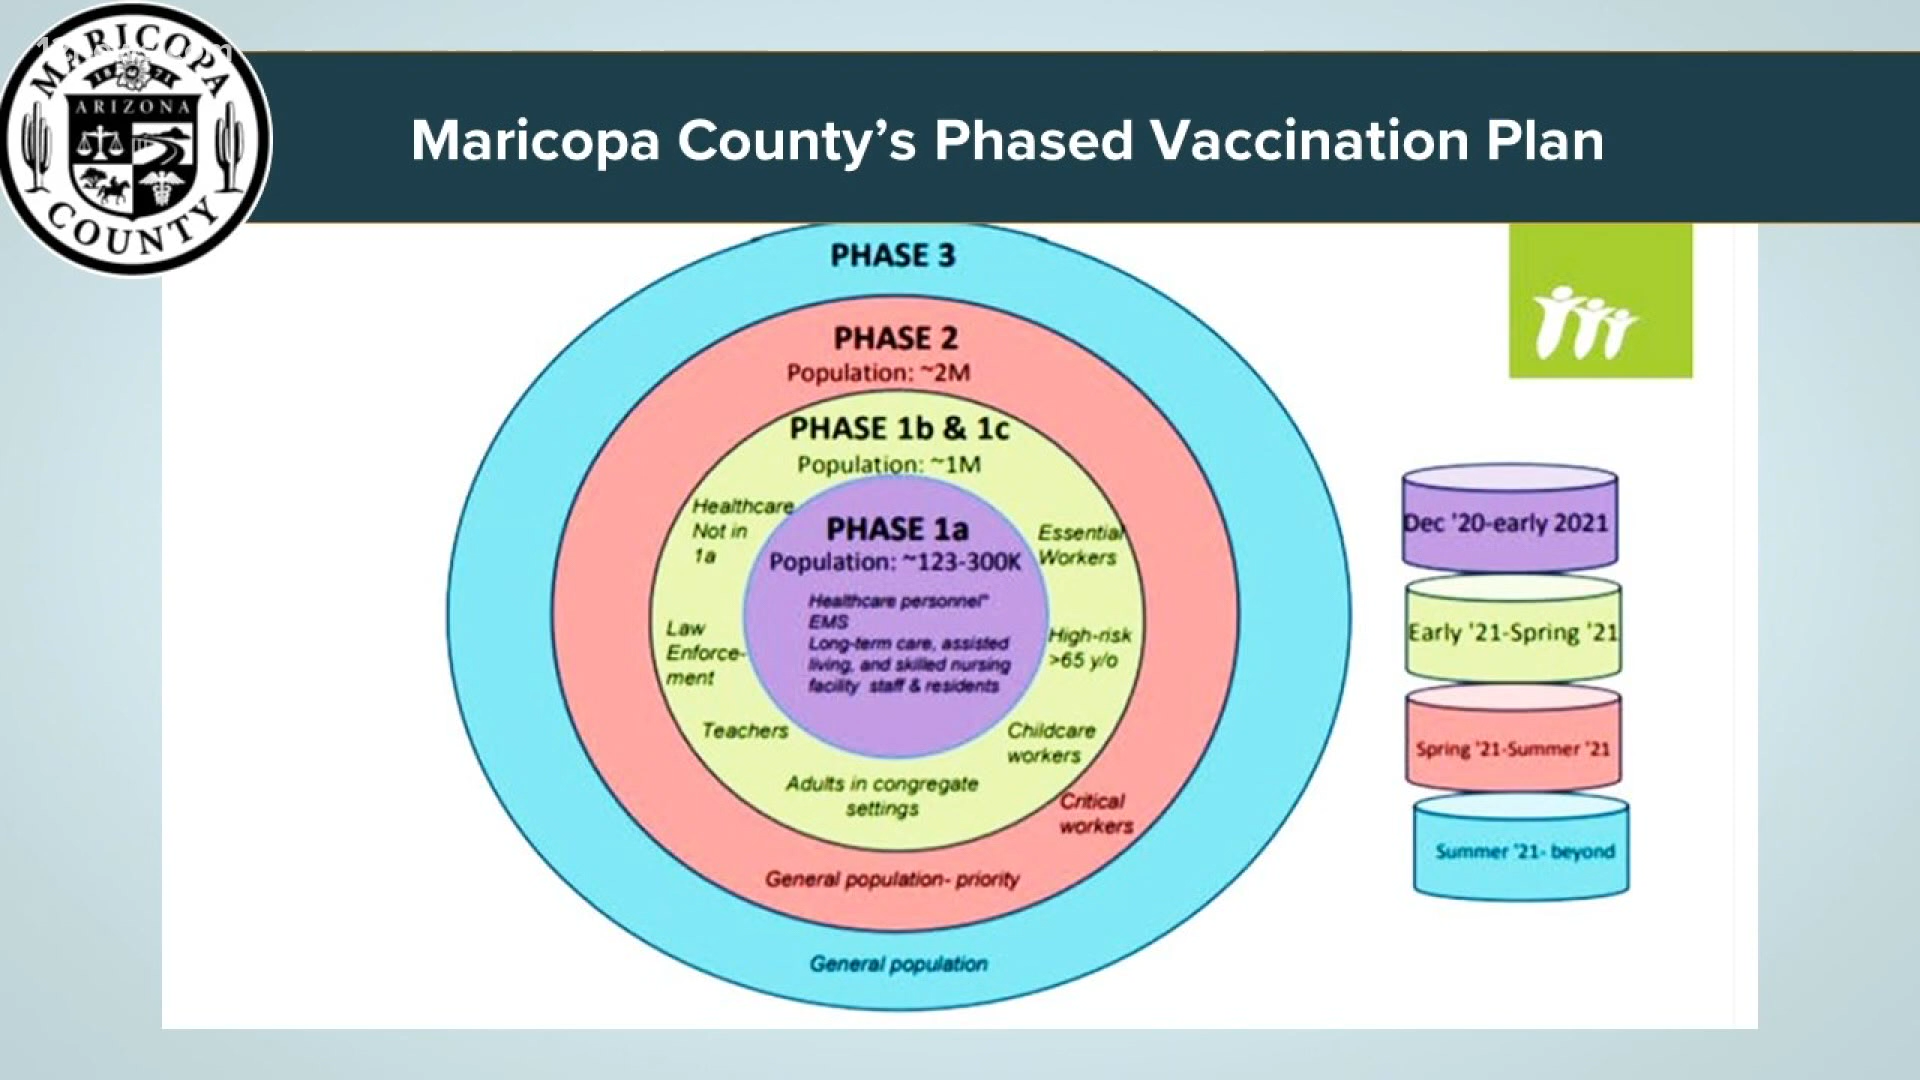 MARICOPA
1871
ARIZONA
COUNTY
Maricopa County’s Phased Vaccination Plan
PHASE 3
PHASE 2
Population: ~2M
PHASE 1b & 1c
Population: ~1M
Healthcare
Not in
1a
PHASE 1a
Population: ~123-300K
Healthcare personnel*
EMS
Long-term care, assisted
living, and skilled nursing
facility staff & residents
Essential
Workers
Law
Enforce-
ment
High-risk
>65 y/o
Teachers
Childcare
workers
Adults in congregate
settings
Critical
workers
General population- priority
General population
Dec '20-early 2021
Early '21-Spring '21
Spring '21-Summer '21
Summer '21- beyond